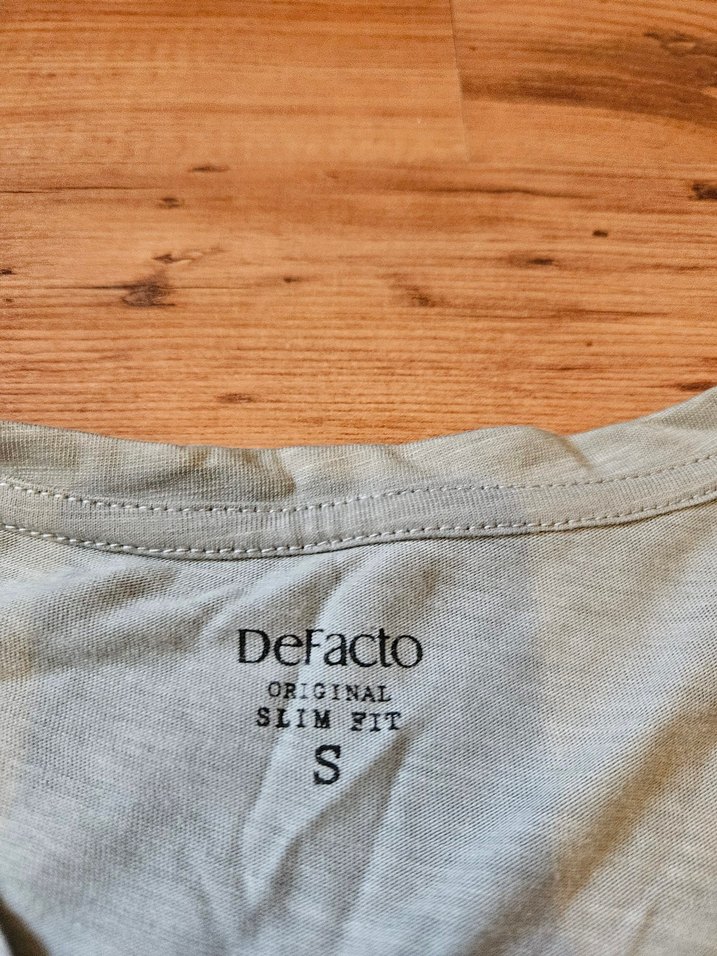 DeFacto
ORIGINAL
SLIM FIT
S